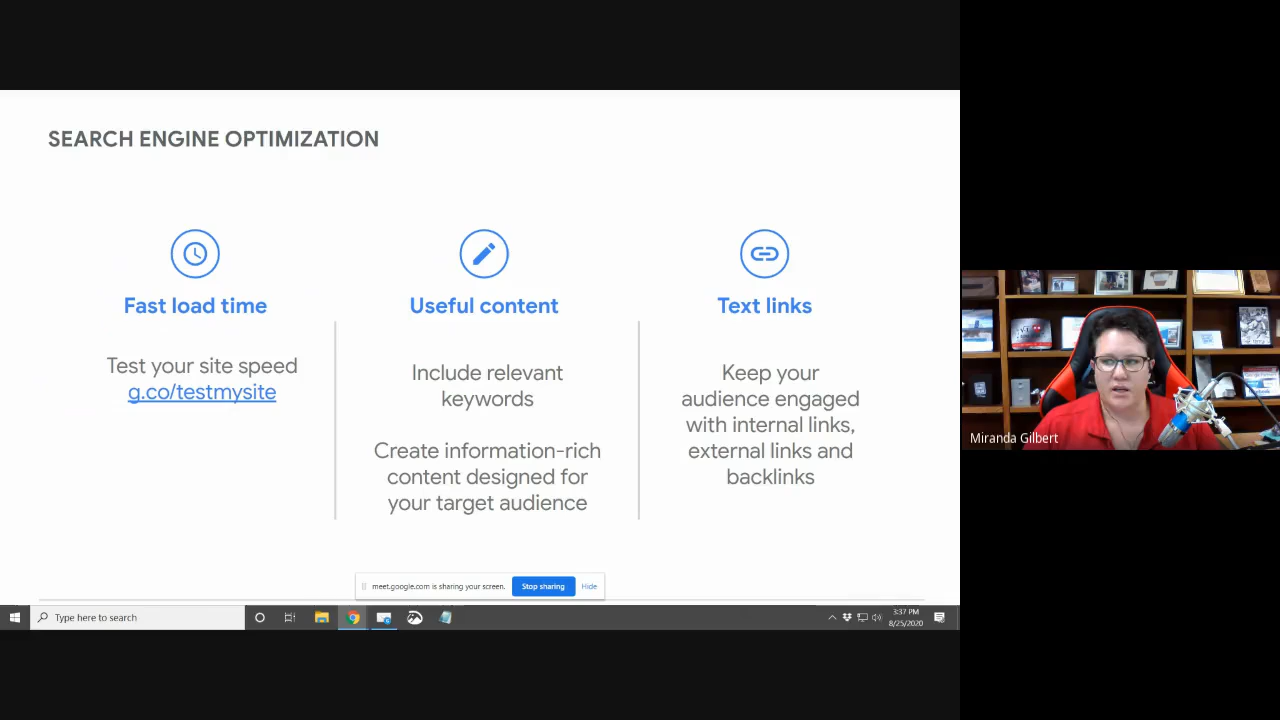 SEARCH ENGINE OPTIMIZATION
Fast load time
Test your site speed
g.co/testmysite
Useful content
Include relevant
keywords
Create information-rich
content designed for
your target audience
Text links
Keep your
audience engaged
with internal links,
external links and
backlinks
Miranda Gilbert
meet.google.com is sharing your screen.
Stop sharing
Hide
Type here to search
3:37 PM
8/25/2020